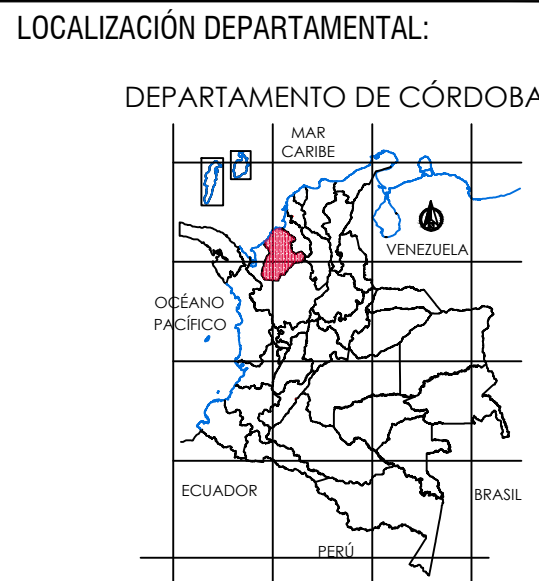 LOCALIZACIÓN DEPARTAMENTAL:
DEPARTAMENTO DE CÓRDOBA
MAR
CARIBE
VENEZUELA
OCÉANO
PACÍFICO
ECUADOR
BRASIL
PERÚ